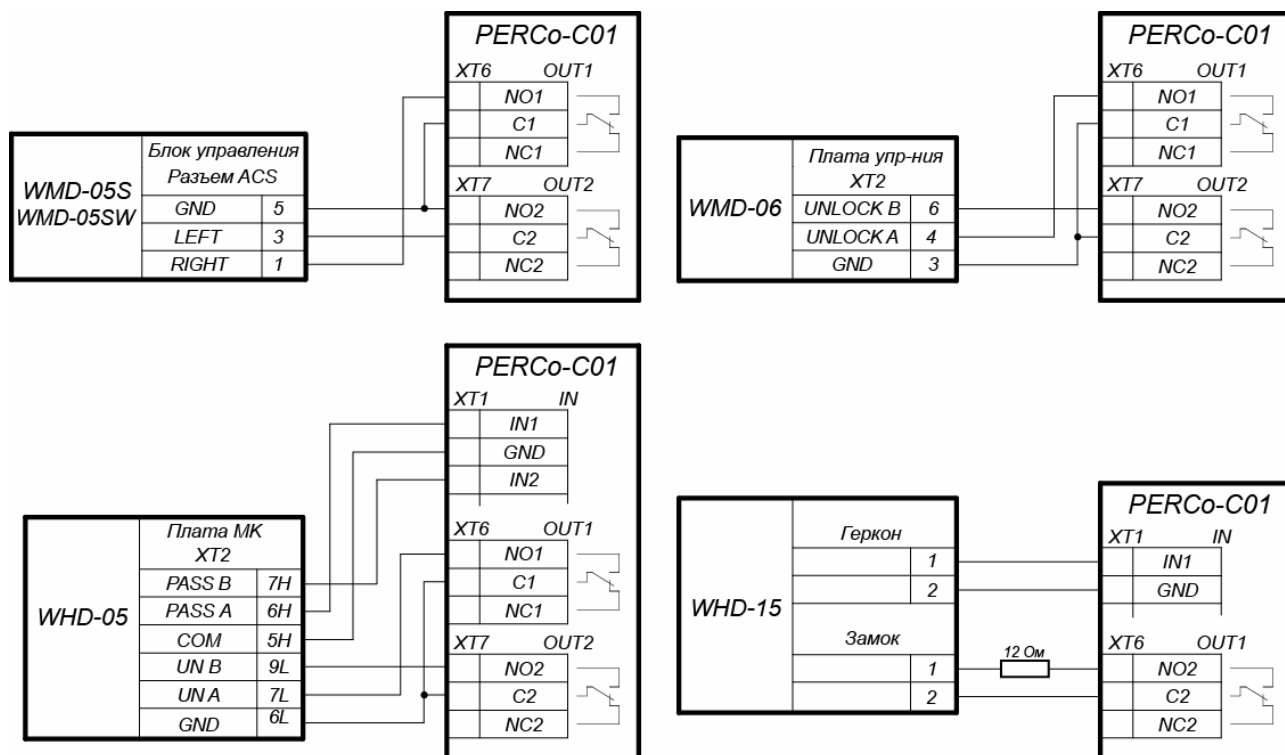 PERCo-C01
XT6 OUT1
NO1
C1
NC1
XT7 OUT2
NO2
C2
NC2
WMD-05S
WMD-05SW
Блок управления
Разъем ACS
GND 5
LEFT 3
RIGHT 1
PERCo-C01
XT6 OUT1
NO1
C1
NC1
XT7 OUT2
NO2
C2
NC2
WMD-06
Плата упр-ния
XT2
UNLOCK B 6
UNLOCK A 4
GND 3
PERCo-C01
XT1 IN
IN1
GND
IN2
XT6 OUT1
NO1
C1
NC1
XT7 OUT2
NO2
C2
NC2
WHD-05
Плата МК
XT2
PASS B 7H
PASS A 6H
COM 5H
UN B 9L
UN A 7L
GND 6L
PERCo-C01
XT1 IN
IN1
GND
XT6 OUT1
NO2
C2
NC2
WHD-15
Геркон
1
2
Замок
1
2
12 Ом